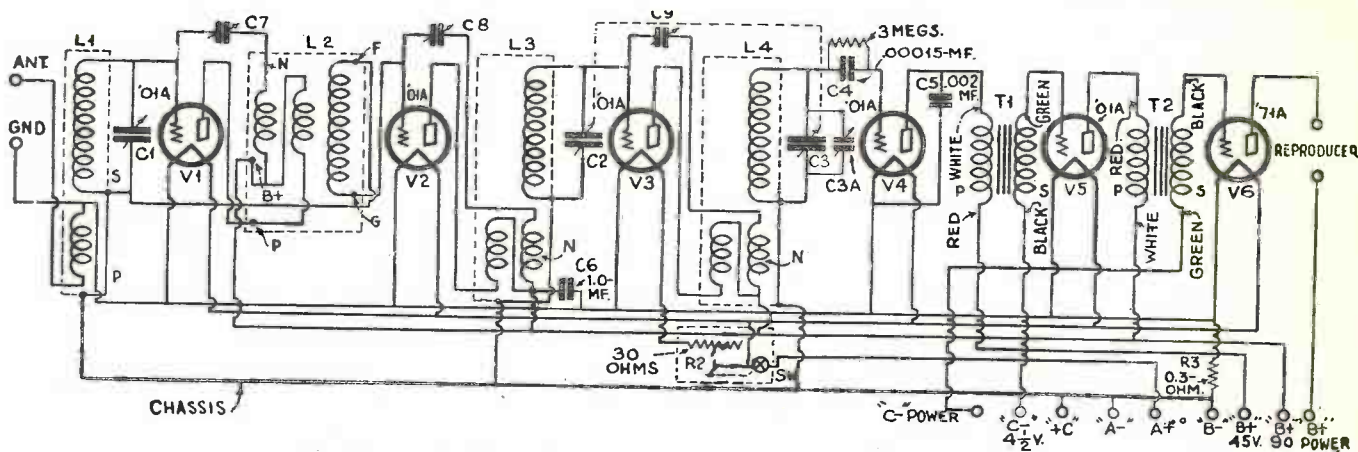 C7
C8
C9
L1
L2
F
L3
L4
3 MEGS.
.00015-MF.
ANT.
N
C4
C5
.002
MF.
'01A
'01A
'01A
'01A
'01A
'71A
T1
GREEN
T2
BLACK
GND
C1
C2
C3
C3A
WHITE
RED
REPRODUCER
V1
V2
V3
V4
V5
V6
S
B+
G
P
P
S
P
S
P
N
N
RED
BLACK
WHITE
GREEN
C6
1.0-
MF.
30
OHMS
R2
SW
R3
0.3-
OHM.
CHASSIS
"C-"POWER
"C-"
4½V.
"+C"
"A-"
A+"
"B-"
"B+"
45V.
"B+"
90
"B+"
POWER